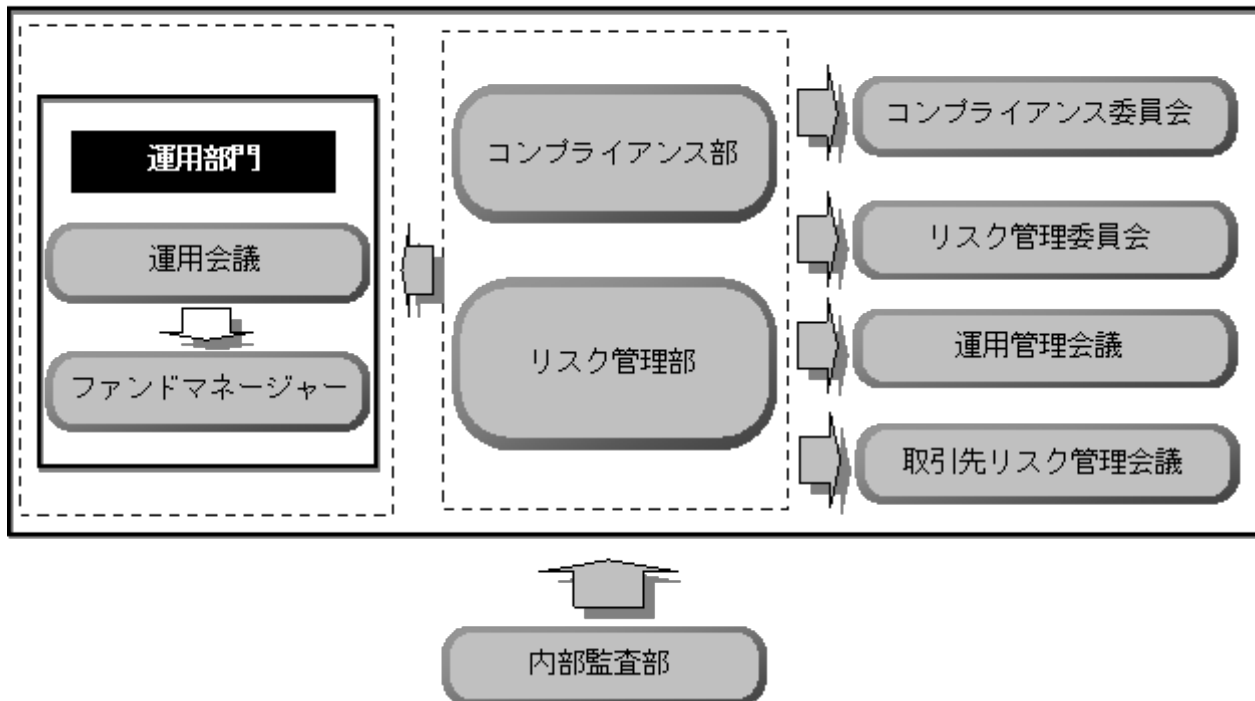 運用部門
運用会議
ファンドマネージャー
コンプライアンス部
リスク管理部
コンプライアンス委員会
リスク管理委員会
運用管理会議
取引先リスク管理会議
内部監査部